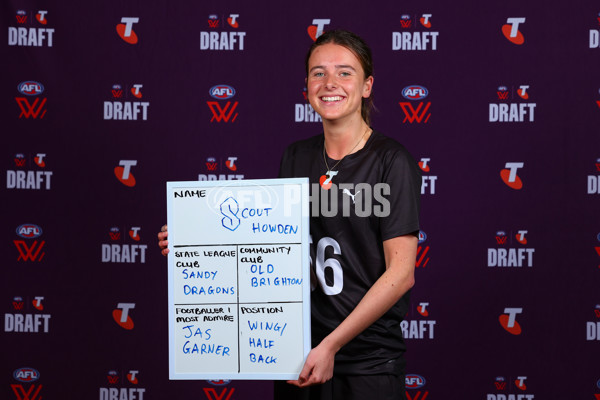 NAME
SCOUT
HOWDEN
STATE LEAGUE
CLUB
SANDY
DRAGONS
COMMUNITY
CLUB
OLD
BRIGHTON
FOOTBALLER I
MOST ADMIRE
JAS
GARNER
POSITION
WING/
HALF
BACK
AFL PHOTOS
T
DRAFT
AFL
W